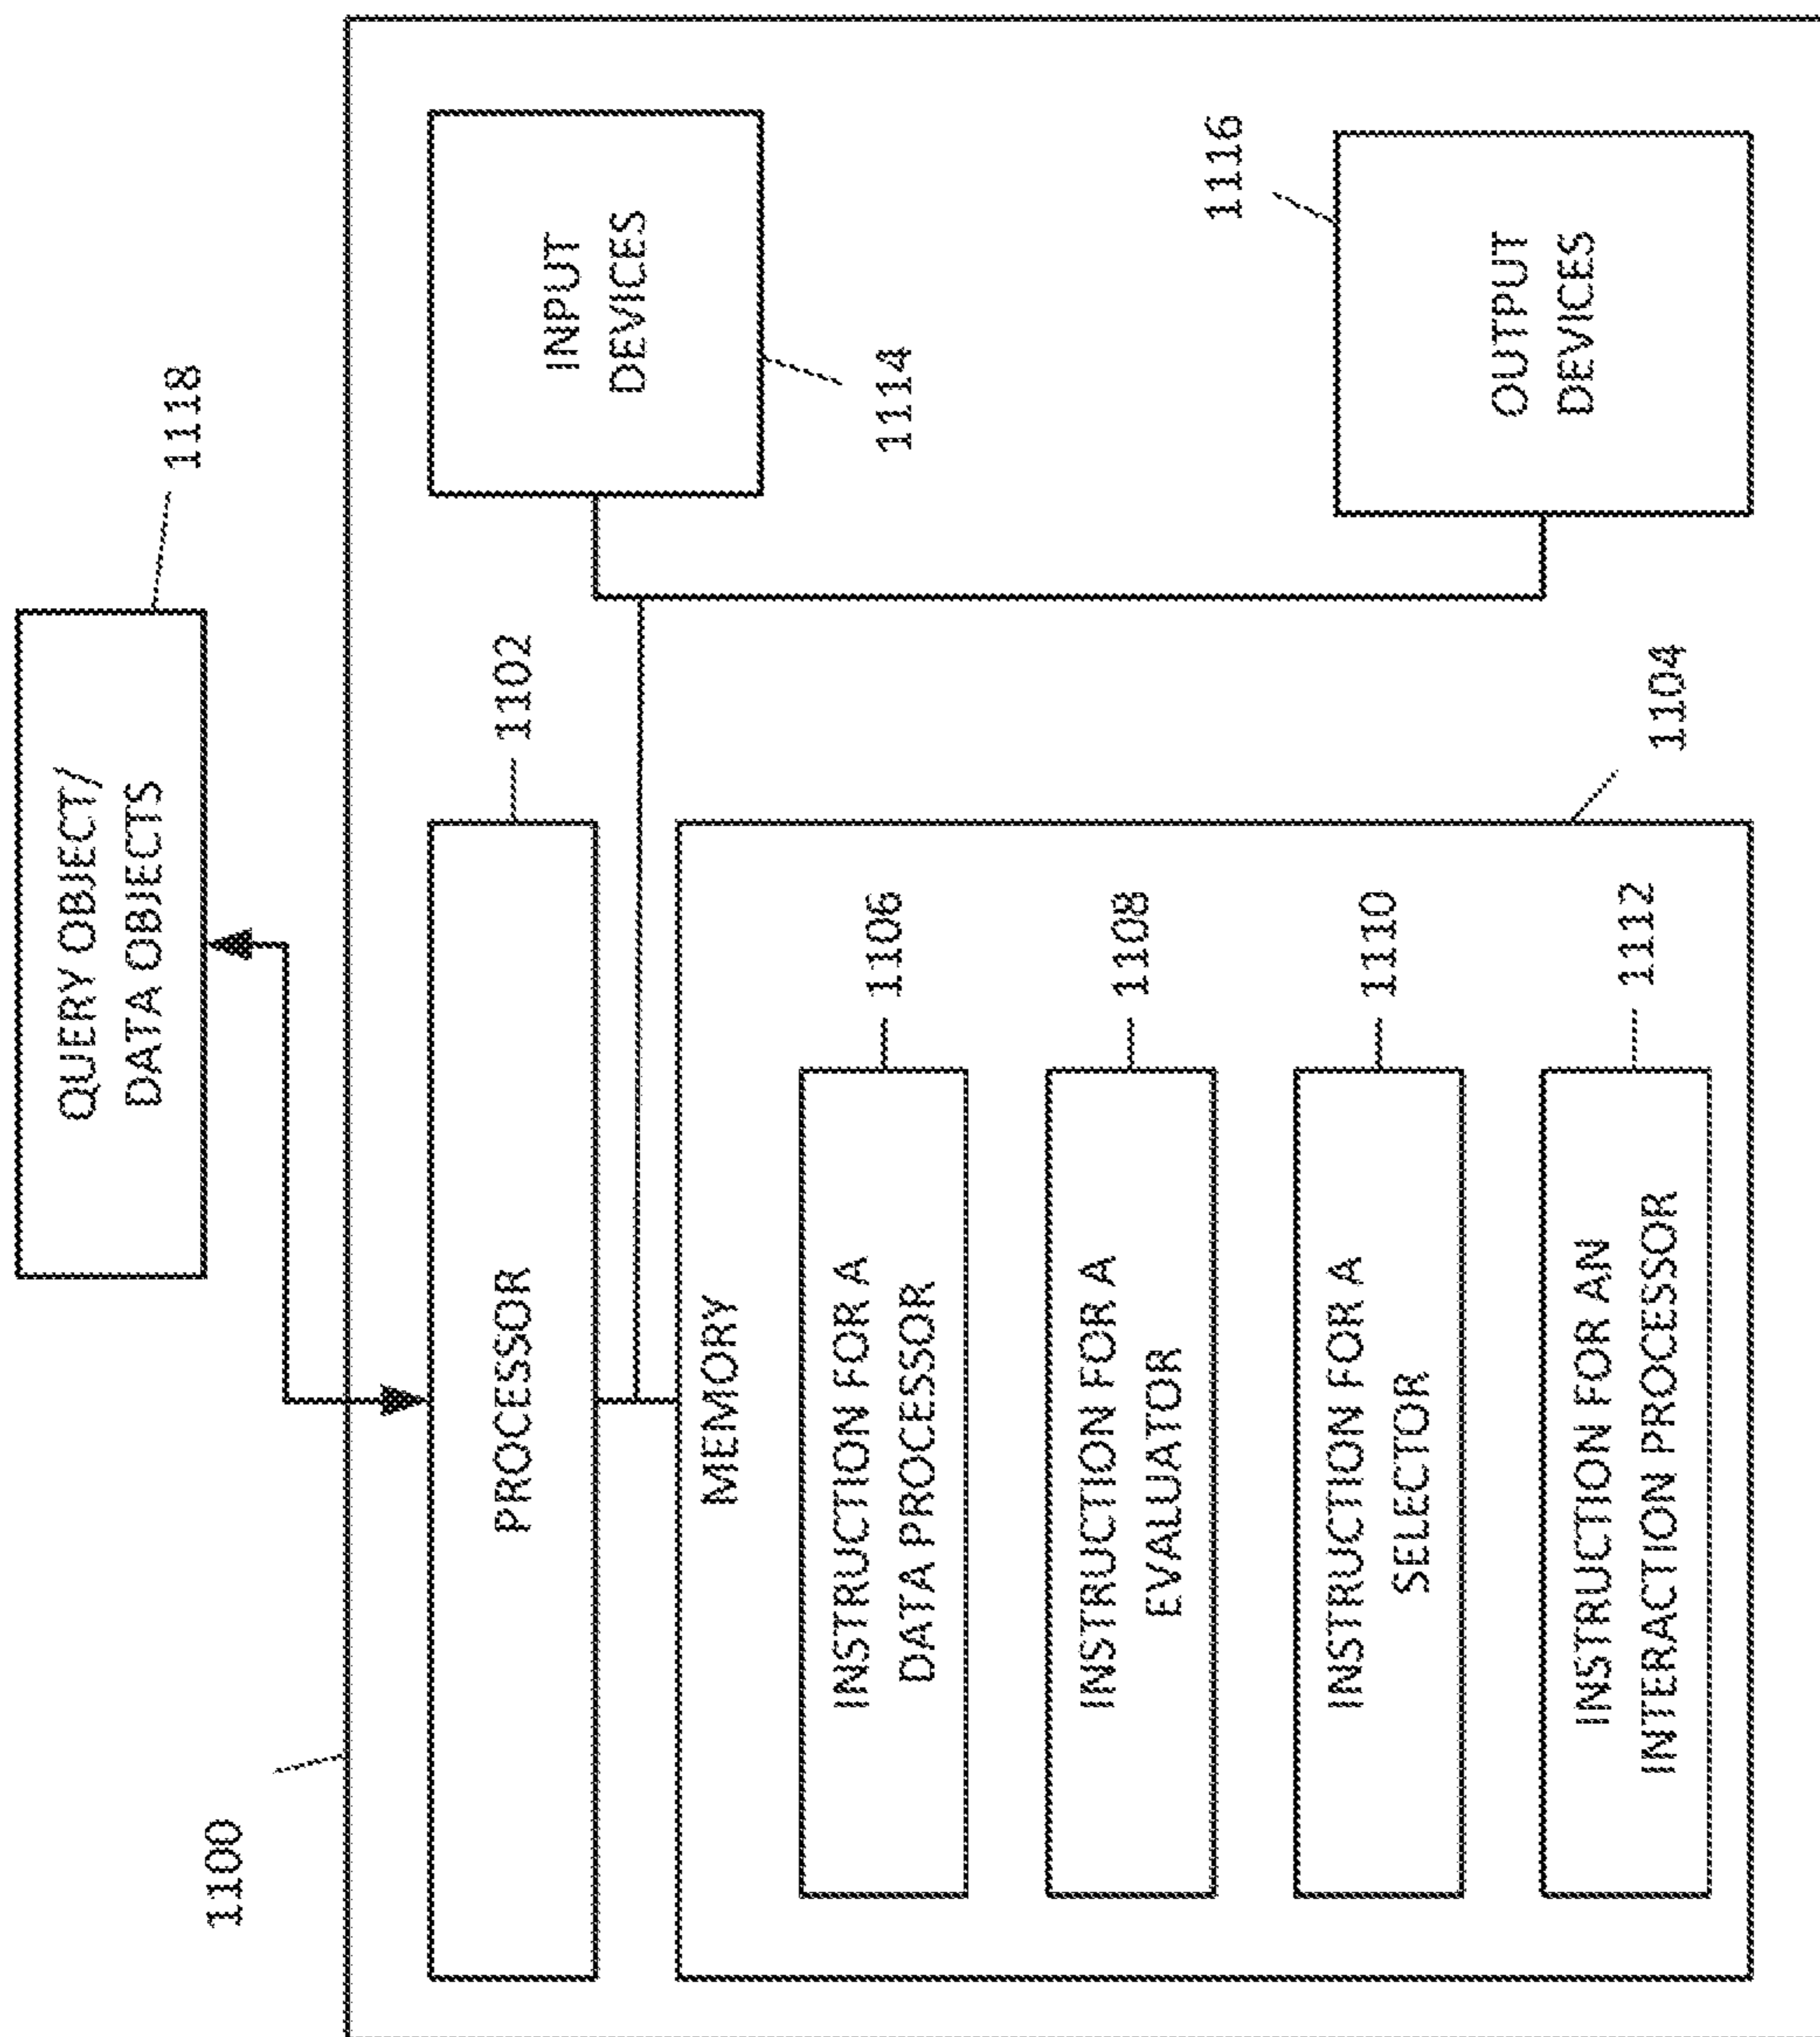 QUERY OBJECT/
DATA OBJECTS
1118
1100
PROCESSOR
1102
INPUT
DEVICES
1114
MEMORY
1104
INSTRUCTION FOR A
DATA PROCESSOR
1106
INSTRUCTION FOR A
EVALUATOR
1108
INSTRUCTION FOR A
SELECTOR
1110
INSTRUCTION FOR AN
INTERACTION PROCESSOR
1112
OUTPUT
DEVICES
1116